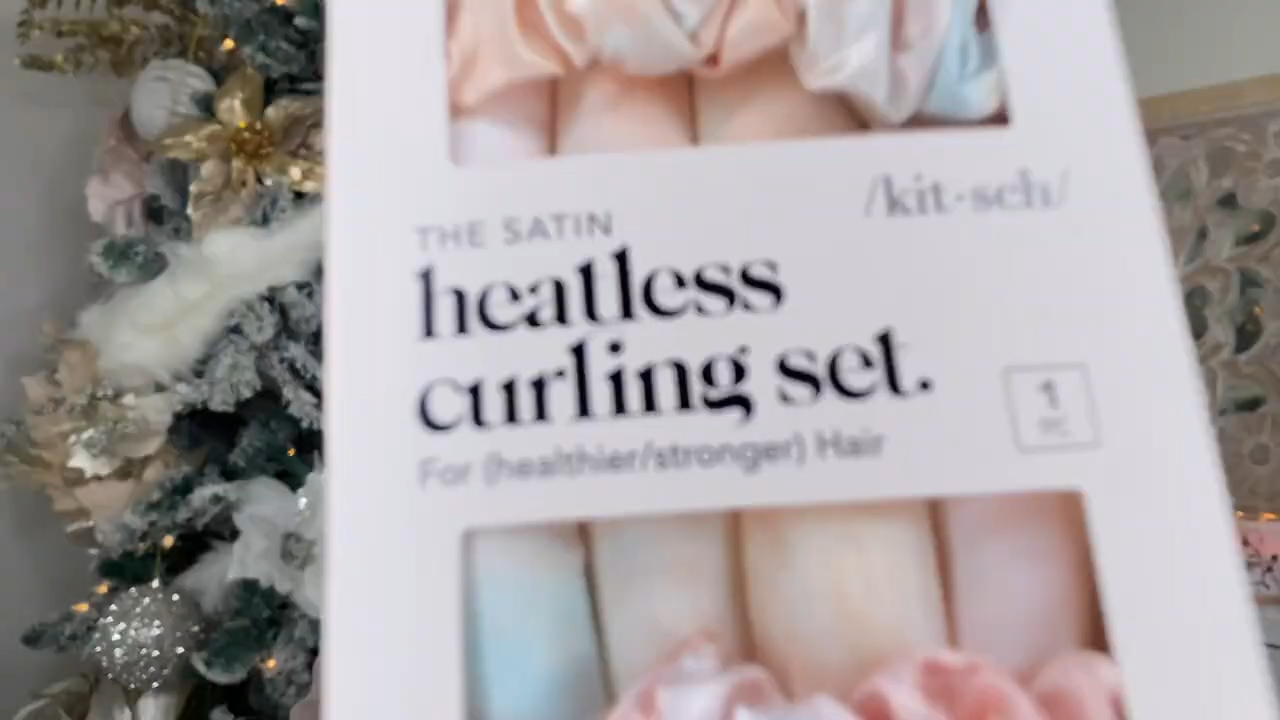 /kit·sch/
THE SATIN
heatless
curling set.
For (healthier/stronger) Hair
1